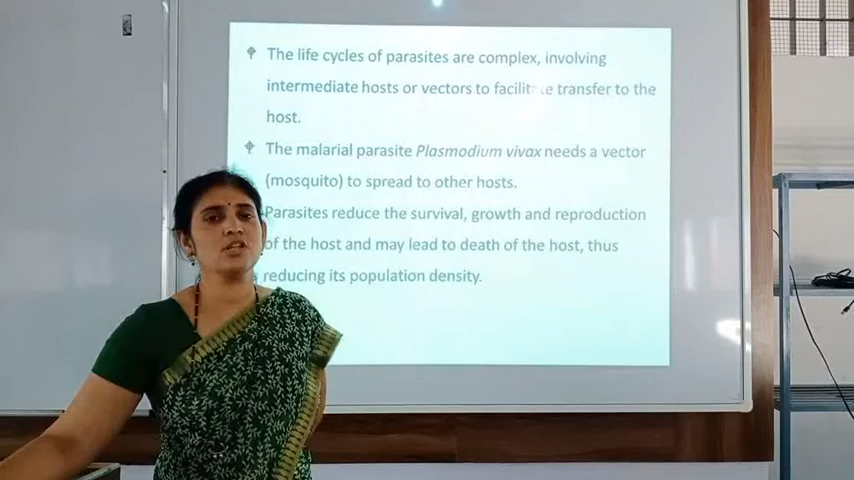 The life cycles of parasites are complex, involving
intermediate hosts or vectors to facilitate transfer to the
host.
The malarial parasite Plasmodium vivax needs a vector
(mosquito) to spread to other hosts.
Parasites reduce the survival, growth and reproduction
of the host and may lead to death of the host, thus
reducing its population density.